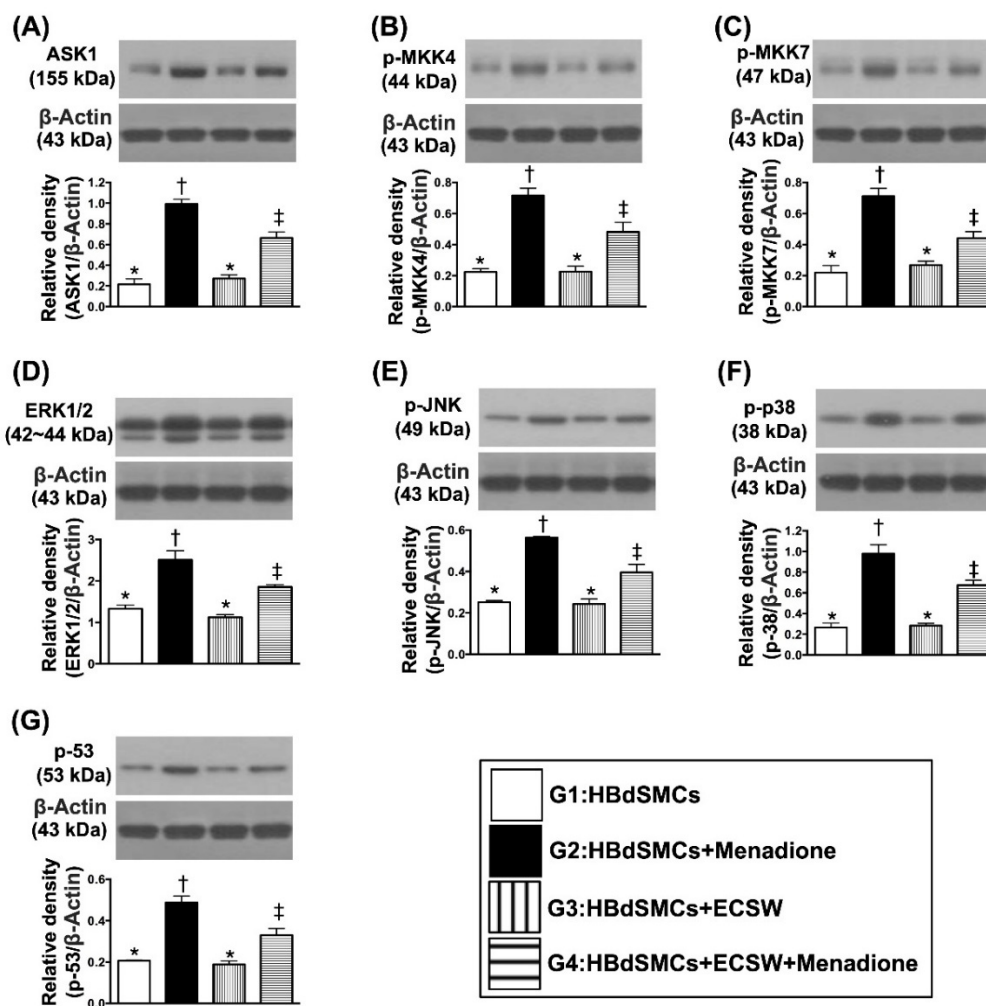 (A)
ASK1
(155 kDa)
β-Actin
(43 kDa)
Relative density
(ASK1/β-Actin)
1.2
1.0
0.8
0.6
0.4
0.2
0.0
*
†
*
‡
(B)
p-MKK4
(44 kDa)
β-Actin
(43 kDa)
Relative density
(p-MKK4/β-Actin)
0.8
0.6
0.4
0.2
0.0
*
†
*
‡
(C)
p-MKK7
(47 kDa)
β-Actin
(43 kDa)
Relative density
(p-MKK7/β-Actin)
0.8
0.6
0.4
0.2
0.0
*
†
*
‡
(D)
ERK1/2
(42~44 kDa)
β-Actin
(43 kDa)
Relative density
(ERK1/2/β-Actin)
3
2
1
0
*
†
*
‡
(E)
p-JNK
(49 kDa)
β-Actin
(43 kDa)
Relative density
(p-JNK/β-Actin)
0.6
0.4
0.2
0.0
*
†
*
‡
(F)
p-p38
(38 kDa)
β-Actin
(43 kDa)
Relative density
(p-38/β-Actin)
1.2
1.0
0.8
0.6
0.4
0.2
0.0
*
†
*
‡
(G)
p-53
(53 kDa)
β-Actin
(43 kDa)
Relative density
(p-53/β-Actin)
0.6
0.4
0.2
0.0
*
†
*
‡
G1:HBdSMCs
G2:HBdSMCs+Menadione
G3:HBdSMCs+ECSW
G4:HBdSMCs+ECSW+Menadione